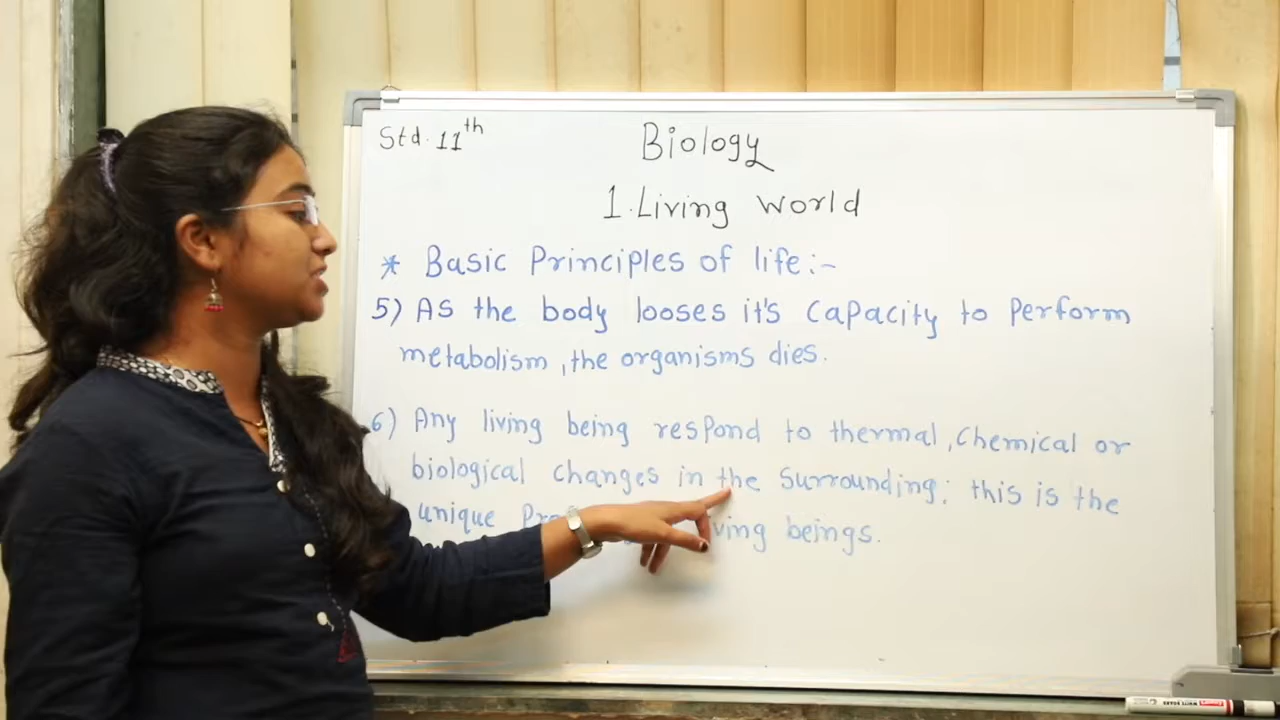 Std. 11th
Biology
1. Living World
* Basic Principles of life:-
5) As the body looses it's capacity to perform
metabolism, the organisms dies.
6) Any living being respond to thermal, chemical or
biological changes in the surrounding; this is the
unique beings.